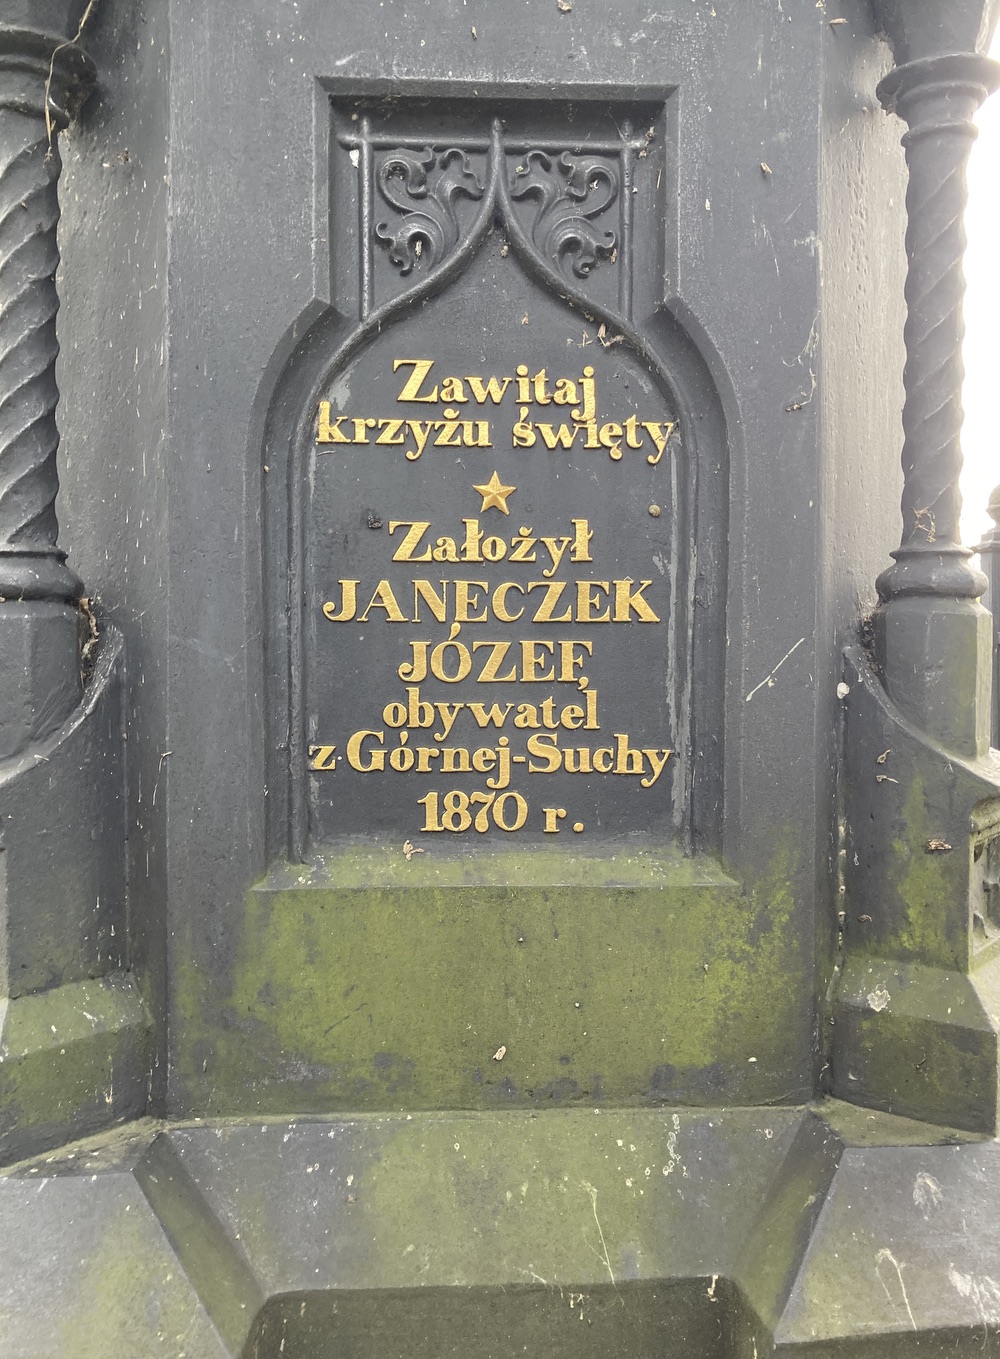 Zawitaj
krzyżu święty
Założył
JANECZEK
JÓZEF,
obywatel
z Górnej-Suchy
1870 r.